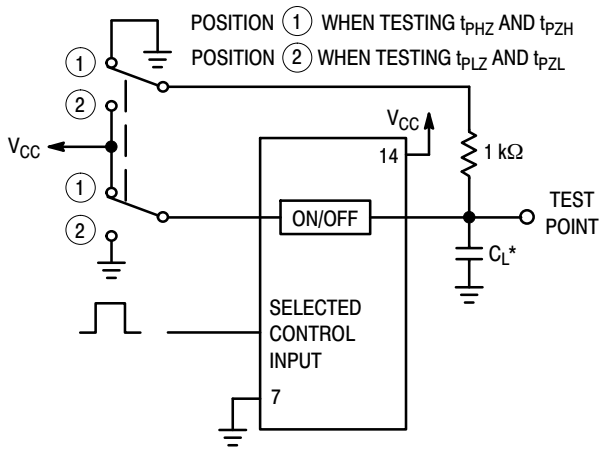 POSITION 1 WHEN TESTING tPHZ AND tPZH
POSITION 2 WHEN TESTING tPLZ AND tPZL
1
2
VCC
1
2
VCC
14
1 kΩ
ON/OFF
TEST
POINT
CL*
SELECTED
CONTROL
INPUT
7